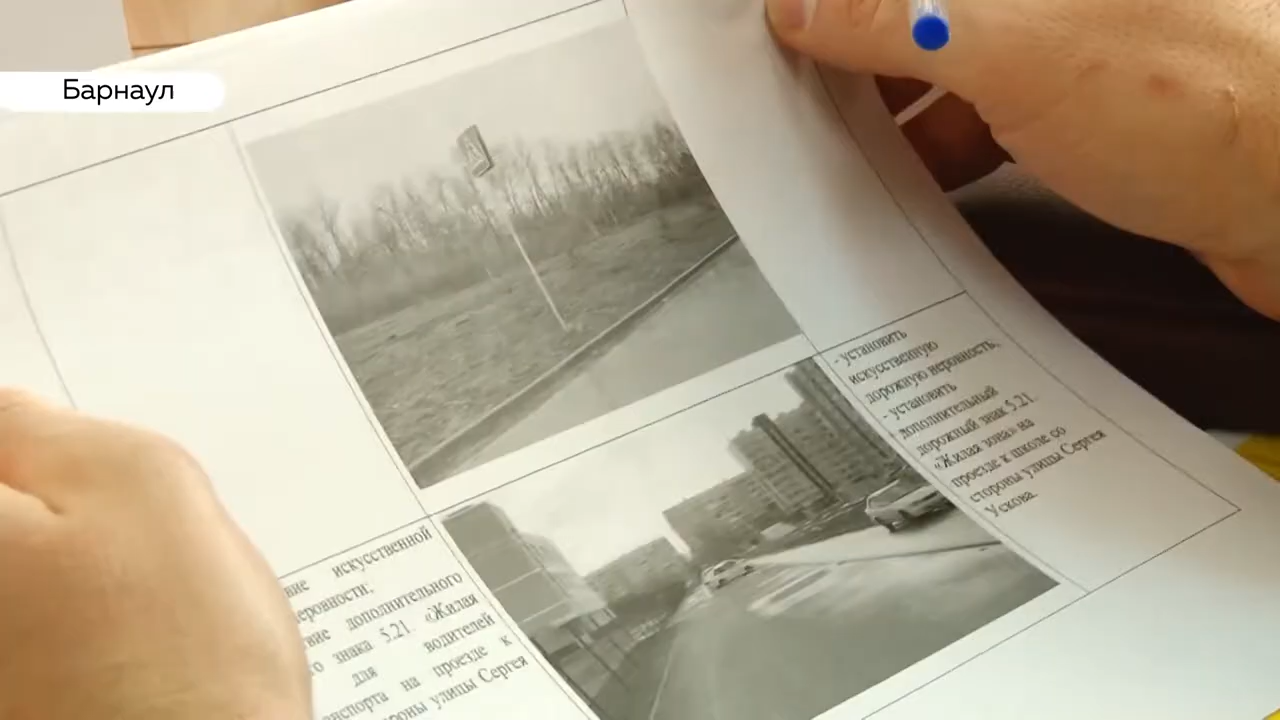 Барнаул
- установить
искусственную
дорожную неровность,
- установить
дополнительный
дорожный знак 5.21.
«Жилая зона» на
проезде к школе со
стороны улицы Сергея
Ускова.
искусственной
дополнительного
знака 5.21. «Жилая
для водителей
на проезде к
улицы Сергея